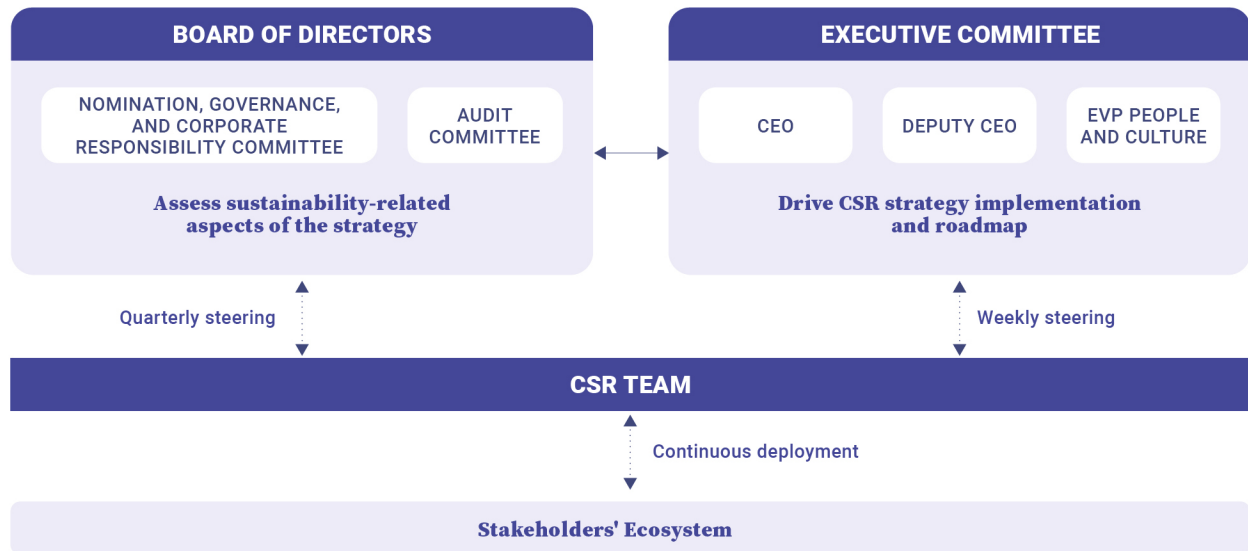 BOARD OF DIRECTORS
NOMINATION, GOVERNANCE,
AND CORPORATE
RESPONSIBILITY COMMITTEE
AUDIT
COMMITTEE
Assess sustainability-related
aspects of the strategy
EXECUTIVE COMMITTEE
CEO
DEPUTY CEO
EVP PEOPLE
AND CULTURE
Drive CSR strategy implementation
and roadmap
Quarterly steering
Weekly steering
CSR TEAM
Continuous deployment
Stakeholders' Ecosystem